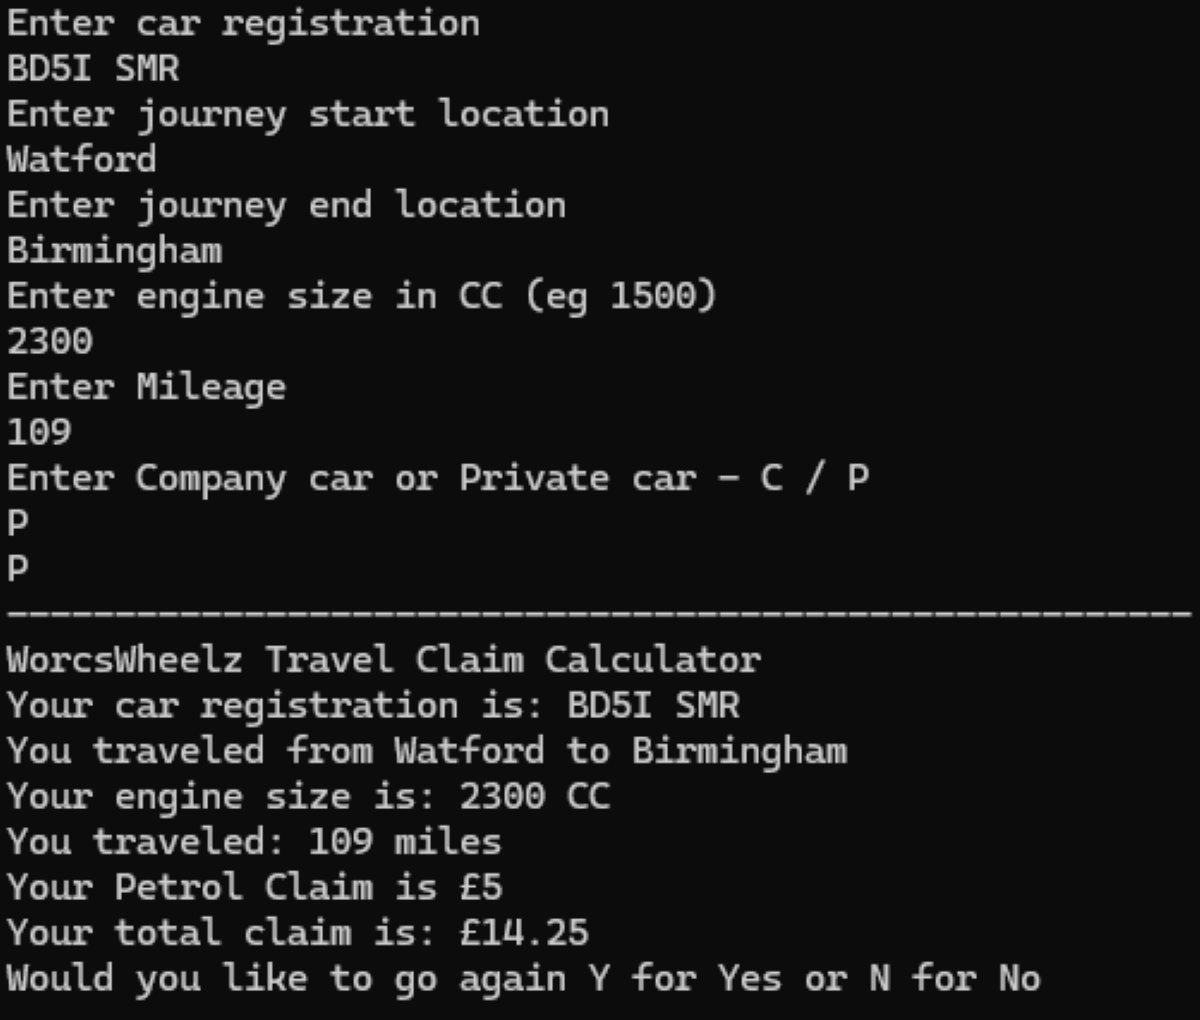 Enter car registration
BD5I SMR
Enter journey start location
Watford
Enter journey end location
Birmingham
Enter engine size in CC (eg 1500)
2300
Enter Mileage
109
Enter Company car or Private car – C / P
P
P
-------------------------------------------------------
WorcsWheelz Travel Claim Calculator
Your car registration is: BD5I SMR
You traveled from Watford to Birmingham
Your engine size is: 2300 CC
You traveled: 109 miles
Your Petrol Claim is £5
Your total claim is: £14.25
Would you like to go again Y for Yes or N for No